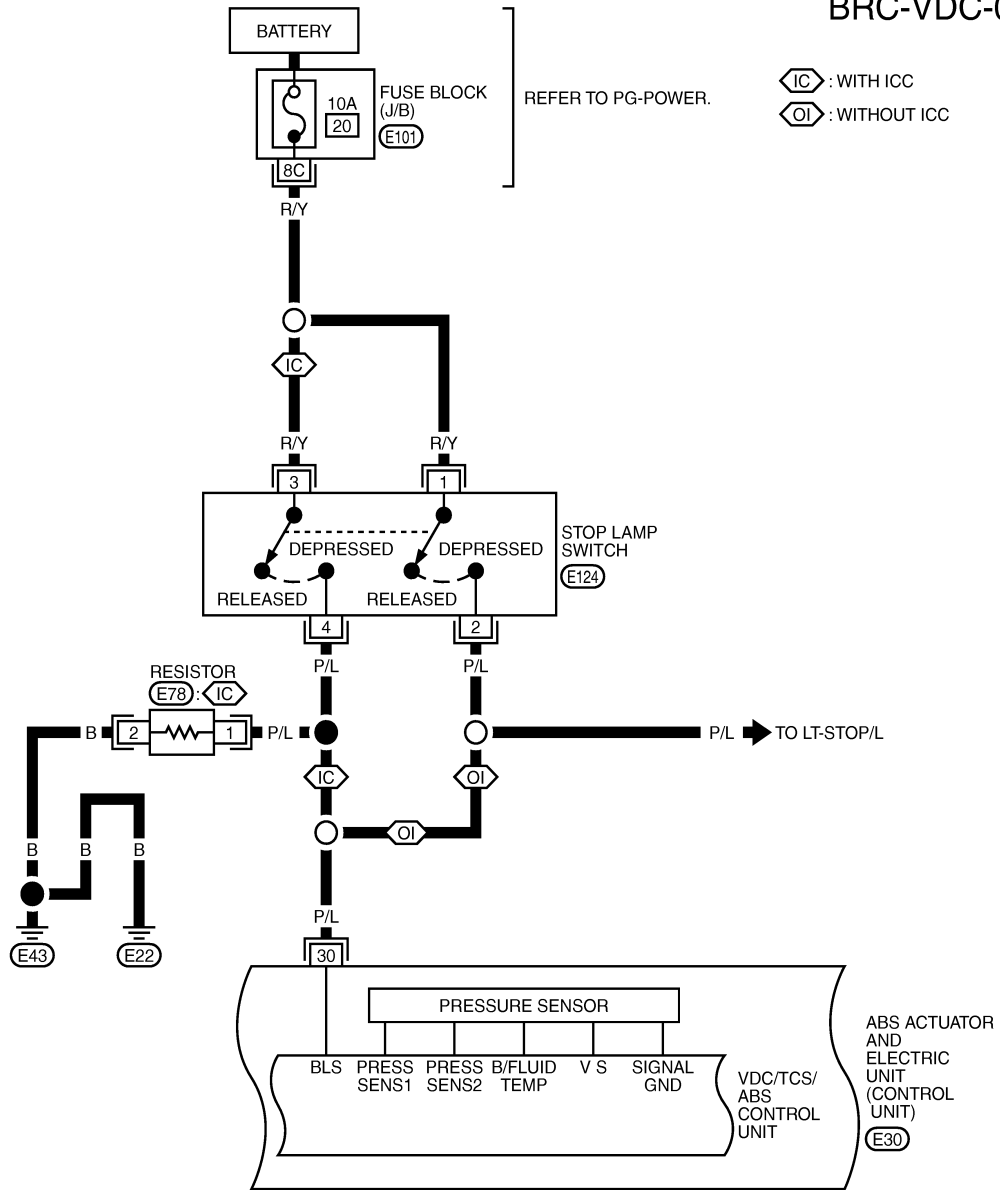 BRC-VDC-0
BATTERY
FUSE BLOCK
(J/B)
E101
10A
20
8C
REFER TO PG-POWER.
IC : WITH ICC
OI : WITHOUT ICC
R/Y
IC
R/Y
R/Y
3
1
DEPRESSED
DEPRESSED
RELEASED
RELEASED
STOP LAMP
SWITCH
E124
4
2
P/L
P/L
RESISTOR
E78 : IC
B
2
1
P/L
P/L
TO LT-STOP/L
IC
OI
OI
B
B
B
P/L
E43
E22
30
PRESSURE SENSOR
BLS
PRESS
SENS1
PRESS
SENS2
B/FLUID
TEMP
V S
SIGNAL
GND
VDC/TCS/
ABS
CONTROL
UNIT
ABS ACTUATOR
AND
ELECTRIC
UNIT
(CONTROL
UNIT)
E30